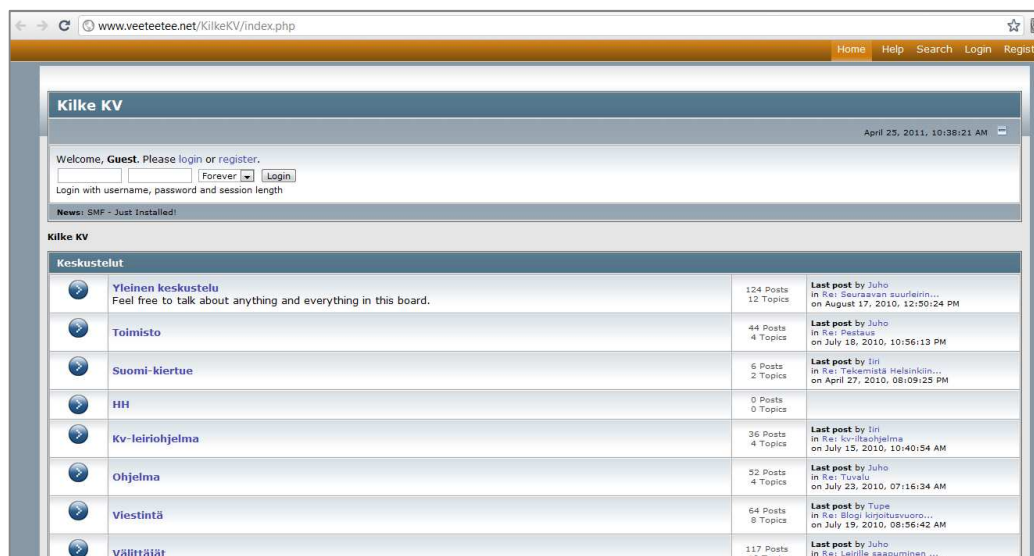 www.veeteetee.net/KilkeKV/index.php
Home Help Search Login Regist
Kilke KV
April 25, 2011, 10:38:21 AM
Welcome, Guest. Please login or register.
Forever Login
Login with username, password and session length
News: SMF - Just Installed!
Kilke KV
Keskustelut
Yleinen keskustelu
Feel free to talk about anything and everything in this board.
124 Posts
12 Topics
Last post by Juho
in Re: Seuraavan suurleirin...
on August 17, 2010, 12:50:24 PM
Toimisto
44 Posts
4 Topics
Last post by Juho
in Re: Pestaus
on July 18, 2010, 10:56:13 PM
Suomi-kiertue
6 Posts
2 Topics
Last post by Iiri
in Re: Tekemistä Helsinkiin...
on April 27, 2010, 08:09:25 PM
HH
0 Posts
0 Topics
Kv-leiriohjelma
36 Posts
4 Topics
Last post by Iiri
in Re: kv-iltaohjelma
on July 15, 2010, 10:40:54 AM
Ohjelma
52 Posts
4 Topics
Last post by Juho
in Re: Tuvalu
on July 23, 2010, 07:16:34 AM
Viestintä
64 Posts
8 Topics
Last post by Tupe
in Re: Blogi kirjoitusvuoro...
on July 19, 2010, 08:56:42 AM
Välittäjät
117 Posts
Last post by Juho
in Re: Leirille saapuminen ...